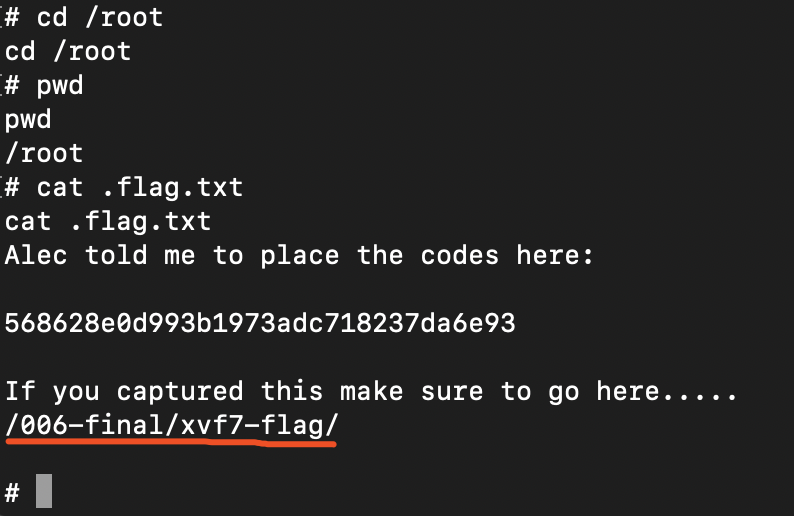 # cd /root
cd /root
# pwd
pwd
/root
# cat .flag.txt
cat .flag.txt
Alec told me to place the codes here:
568628e0d993b1973adc718237da6e93
If you captured this make sure to go here.....
/006-final/xvf7-flag/
#